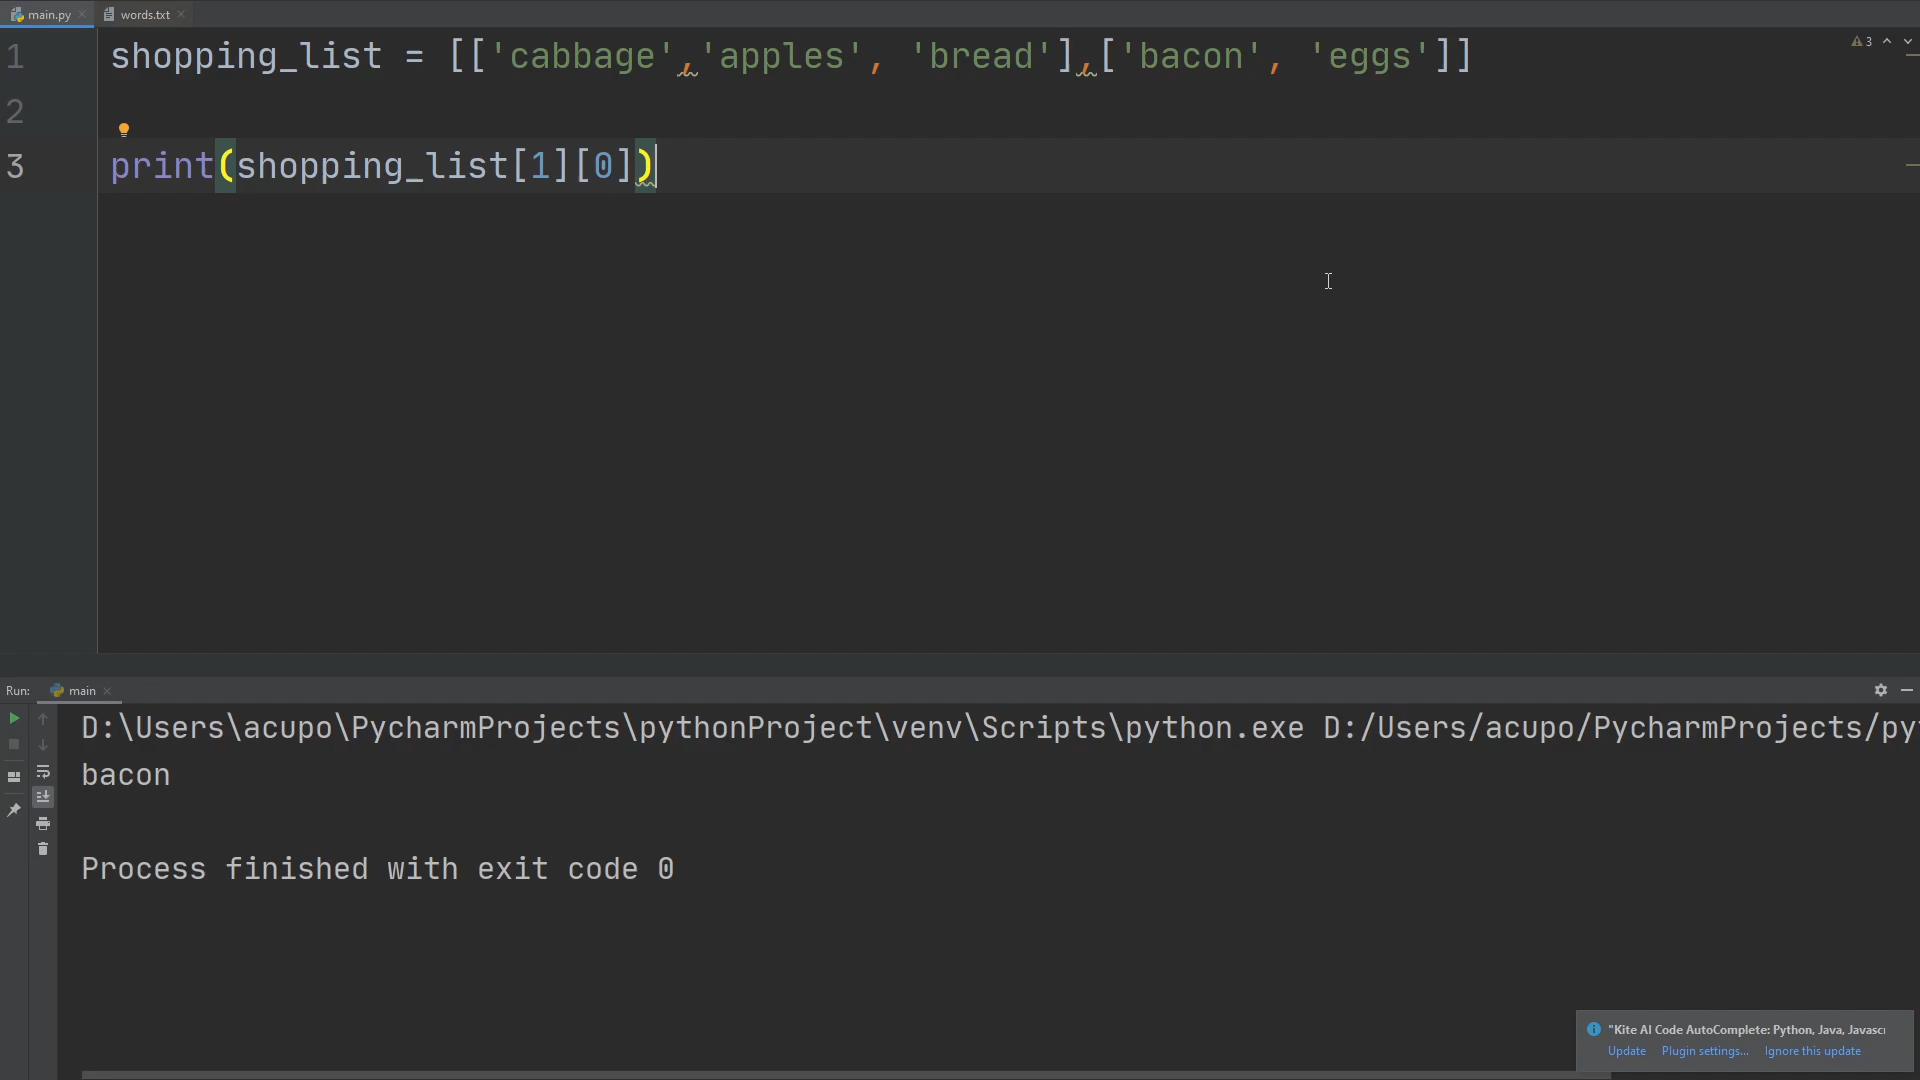 main.py words.txt
1 shopping_list = [['cabbage','apples', 'bread'],['bacon', 'eggs']]
3
2
3 print(shopping_list[1][0])
Run: main
D:\Users\acupo\PycharmProjects\pythonProject\venv\Scripts\python.exe D:/Users/acupo/PycharmProjects/py
bacon
Process finished with exit code 0
"Kite AI Code AutoComplete: Python, Java, Javasc
Update Plugin settings... Ignore this update